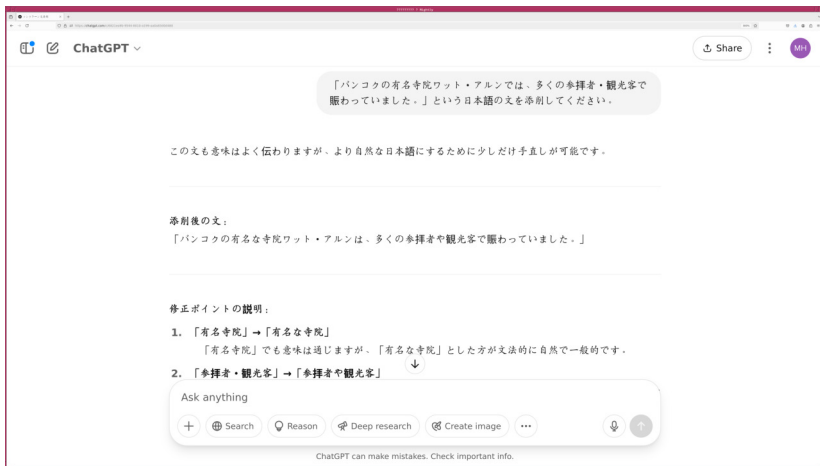 ChatGPT
Share
MH
「バンコクの有名寺院ワット・アルンでは、多くの参拝者・観光客で
賑わっていました。」という日本語の文を添削してください。
この文も意味はよく伝わりますが、より自然な日本語にするために少しだけ手直しが可能です。
添削後の文：
「バンコクの有名な寺院ワット・アルンは、多くの参拝者や観光客で賑わっていました。」
修正ポイントの説明：
1. 「有名寺院」→「有名な寺院」
「有名寺院」でも意味は通じますが、「有名な寺院」とした方が文法的に自然で一般的です。
2. 「参拝者・観光客」→「参拝者や観光客」
Ask anything
Search
Reason
Deep research
Create image
ChatGPT can make mistakes. Check important info.